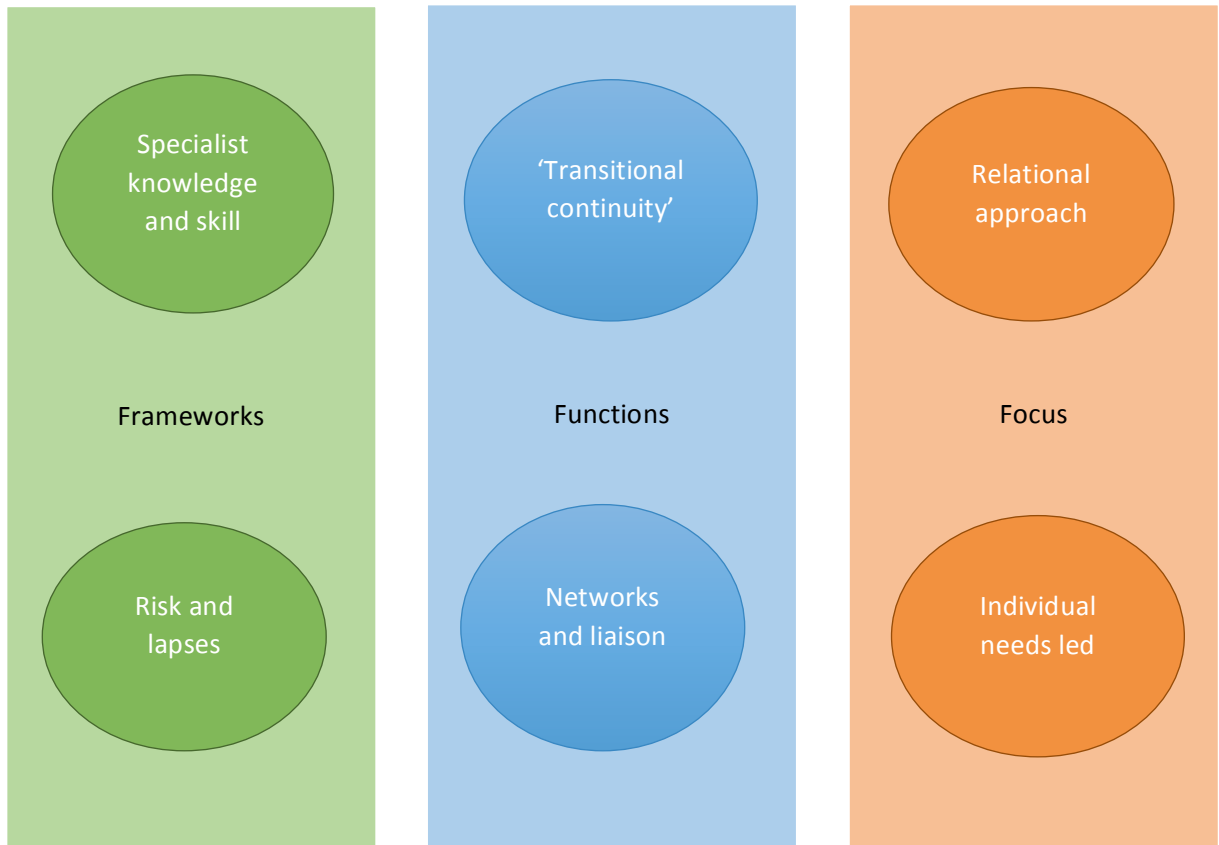 Specialist
knowledge
and skill
Frameworks
Risk and
lapses
‘Transitional
continuity’
Functions
Networks
and liaison
Relational
approach
Focus
Individual
needs led